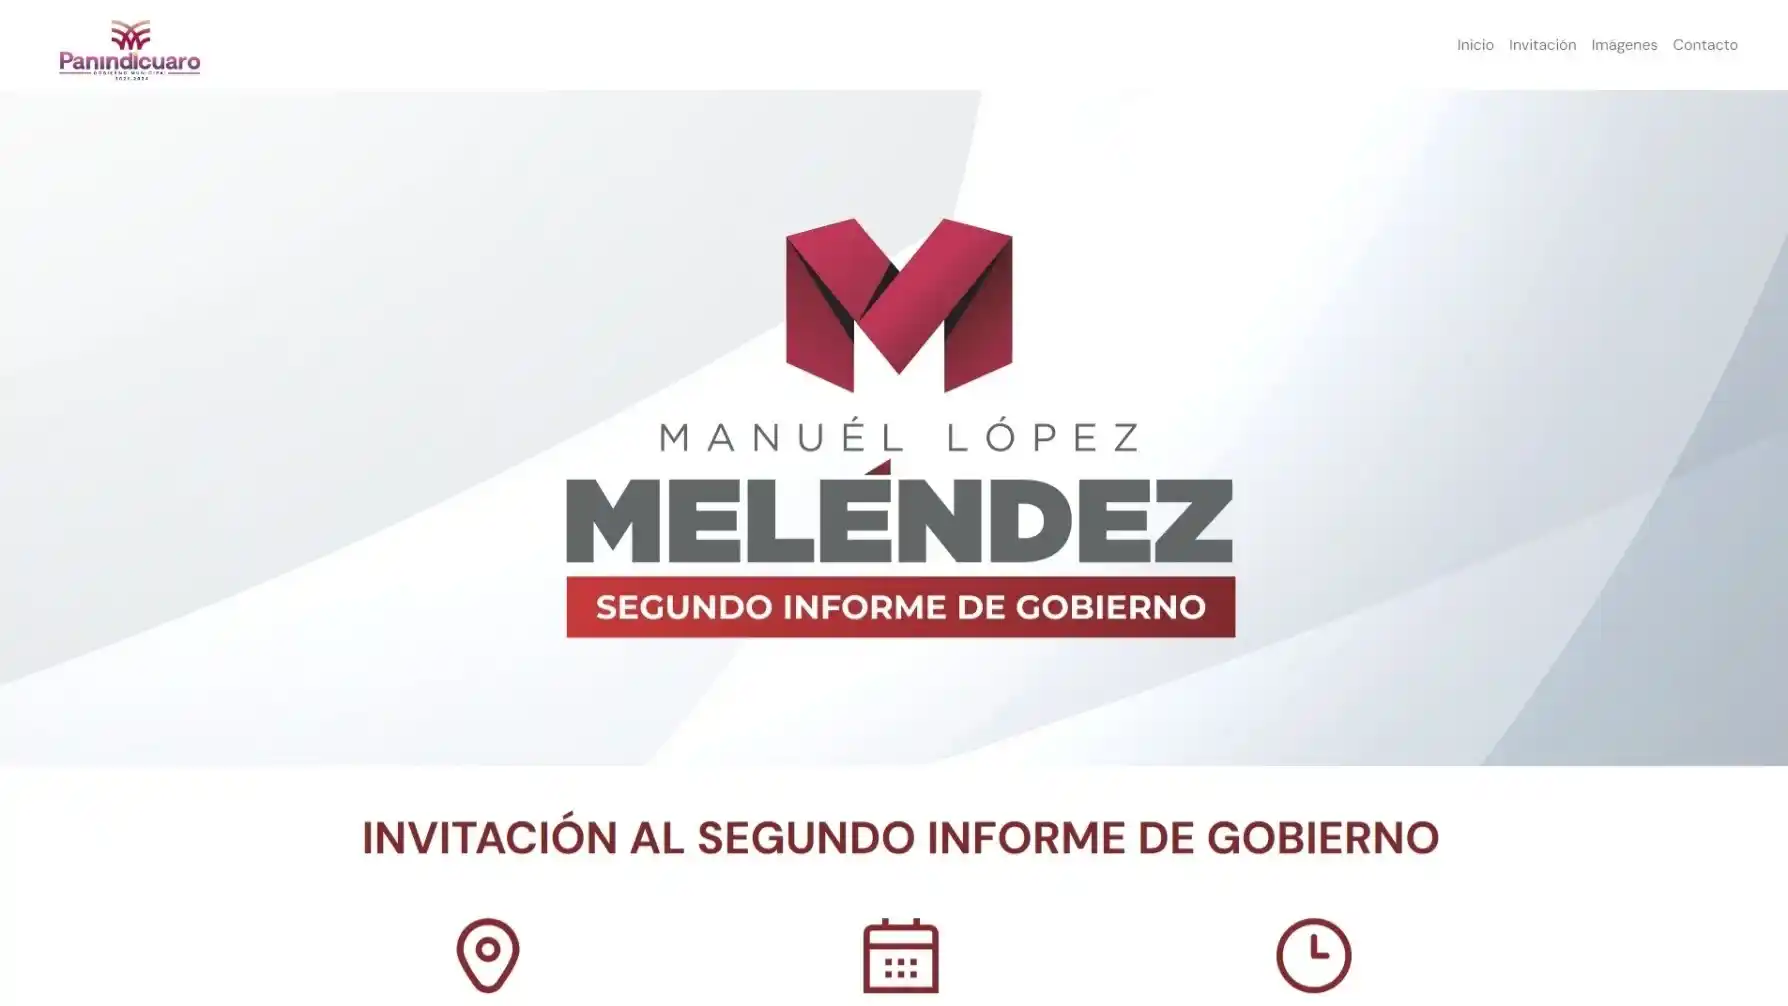 Panindícuaro
GOBIERNO MUNICIPAL
2021-2024
Inicio Invitación Imágenes Contacto
MANUÉL LÓPEZ
MELÉNDEZ
SEGUNDO INFORME DE GOBIERNO
INVITACIÓN AL SEGUNDO INFORME DE GOBIERNO